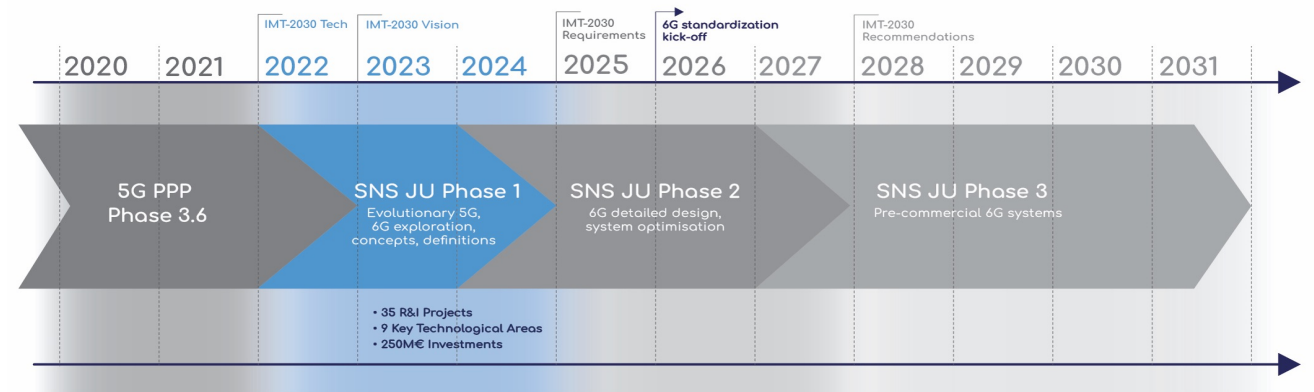 IMT-2030 Tech
IMT-2030 Vision
IMT-2030
Requirements
6G standardization
kick-off
IMT-2030
Recommendations
2020
2021
2022
2023
2024
2025
2026
2027
2028
2029
2030
2031
5G PPP
Phase 3.6
SNS JU Phase 1
Evolutionary 5G,
6G exploration,
concepts, definitions
SNS JU Phase 2
6G detailed design,
system optimisation
SNS JU Phase 3
Pre-commercial 6G systems
• 35 R&I Projects
• 9 Key Technological Areas
• 250M€ Investments